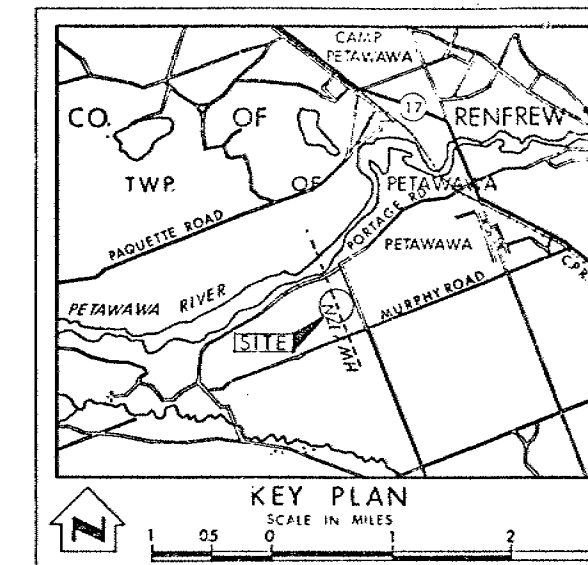 CAMP
PETAWAWA
17
CO. OF RENFREW
TWP. OF PETAWAWA
PORTAGE RD.
PAQUETTE ROAD
PETAWAWA
C.P.R.
PETAWAWA RIVER
MURPHY ROAD
SITE
HWY. 17N
KEY PLAN
SCALE IN MILES
1 0.5 0 1 2
N